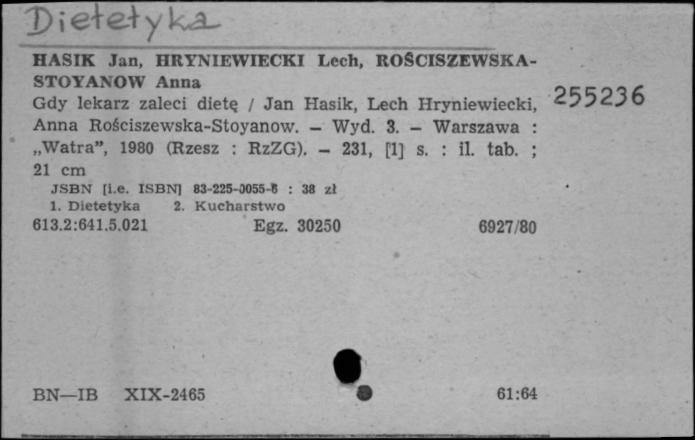 Dietetyka
HASIK Jan, HRYNIEWIECKI Lech, ROŚCISZEWSKA-
STOYANOW Anna
Gdy lekarz zaleci dietę / Jan Hasik, Lech Hryniewiecki,
255236
Anna Rościszewska-Stoyanow. — Wyd. 3. — Warszawa :
„Watra”, 1980 (Rzesz : RzZG). — 231, [1] s. : il. tab. ;
21 cm
JSBN [i.e. ISBN] 83-225-0055-6 : 38 zł
1. Dietetyka 2. Kucharstwo
613.2:641.5.021 Egz. 30250 6927/80
BN—IB XIX-2465 61:64